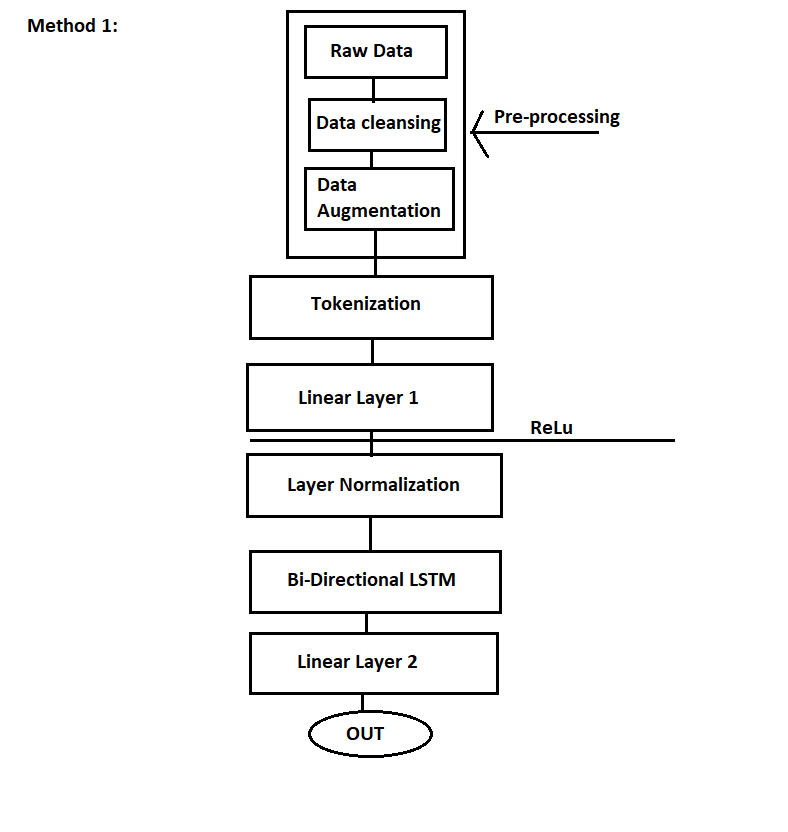 Method 1:
Raw Data
Data cleansing
Pre-processing
Data
Augmentation
Tokenization
Linear Layer 1
ReLu
Layer Normalization
Bi-Directional LSTM
Linear Layer 2
OUT